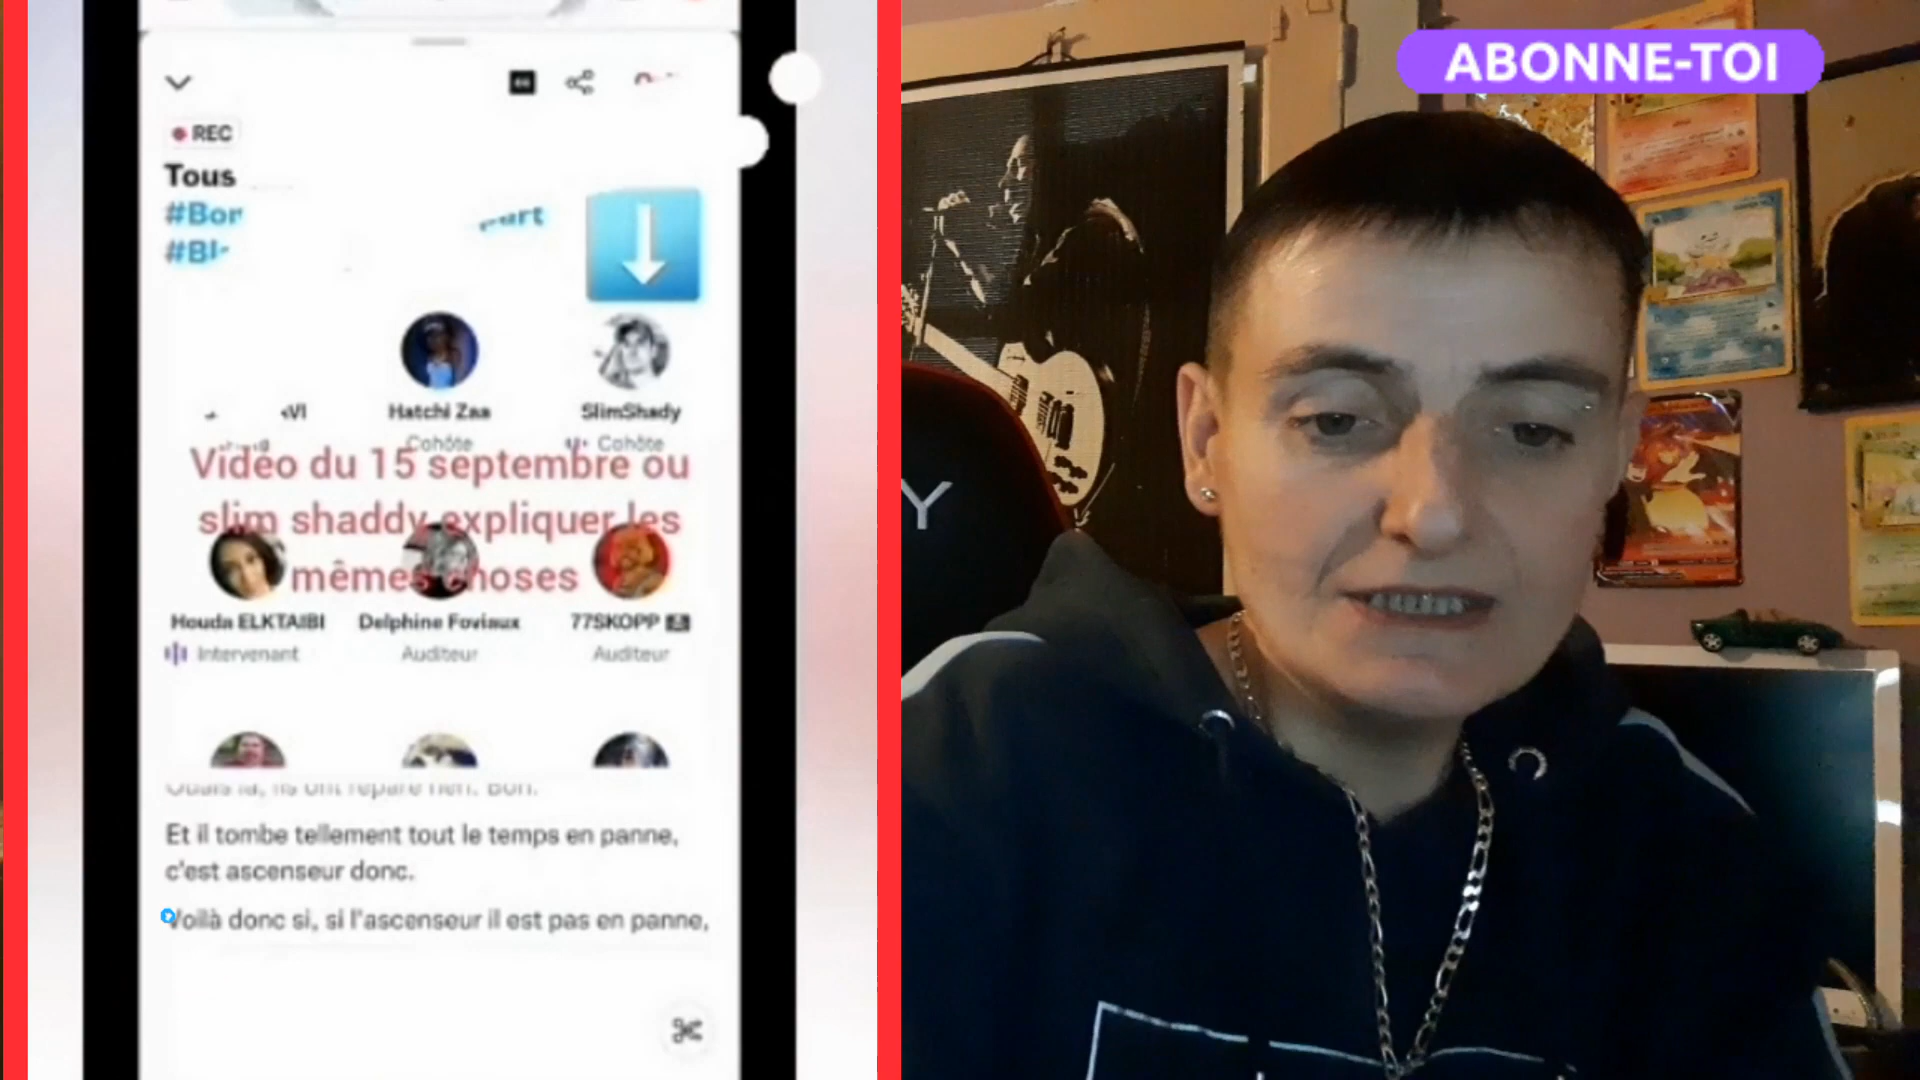 REC
Tous
#Bor
#Bl
ABONNE-TOI
Hatchi Zaa
SlimShady
Cohôte
Cohôte
Vidéo du 15 septembre ou
slim shaddy expliquer les
mêmes choses
Houda ELKTAIBI
Delphine Foviaux
77SKOPP
Intervenant
Auditeur
Auditeur
Et il tombe tellement tout le temps en panne,
c'est ascenseur donc.
Voilà donc si, si l'ascenseur il est pas en panne,
Y